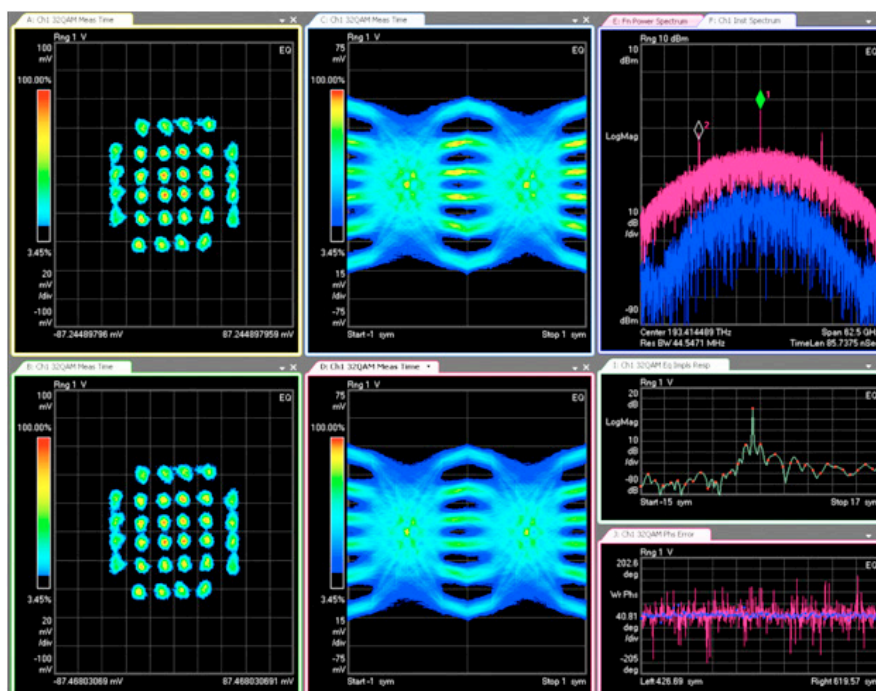 A: Ch1 32QAM Meas Time
Rng 1 V
100
mV
EQ
100.00%
3.45%
20
mV
/div
-100
mV
-87.24489796 mV
87.244897959 mV
C: Ch1 32QAM Meas Time
Rng 1 V
75
mV
EQ
100.00%
3.45%
15
mV
/div
-75
mV
Start -1 sym
Stop 1 sym
E: Fn Power Spectrum
F: Ch1 Inst Spectrum
Rng 10 dBm
10
dBm
EQ
1
2
LogMag
10
dB
/div
-90
dBm
Center 193.414489 THz
Span 62.5 GHz
Res BW 44.5471 MHz
TimeLen 85.7375 nSec
B: Ch1 32QAM Meas Time
Rng 1 V
100
mV
EQ
100.00%
3.45%
20
mV
/div
-100
mV
-87.46803069 mV
87.468030691 mV
D: Ch1 32QAM Meas Time
Rng 1 V
75
mV
EQ
100.00%
3.45%
15
mV
/div
-75
mV
Start -1 sym
Stop 1 sym
I: Ch1 32QAM Eq Impls Resp
Rng 1 V
20
dB
EQ
LogMag
10
dB
/div
-80
dB
Start -15 sym
Stop 17 sym
J: Ch1 32QAM Phs Error
Rng 1 V
202.6
deg
EQ
Wr Phs
40.81
deg
/div
-205
deg
Left 426.69 sym
Right 619.57 sym